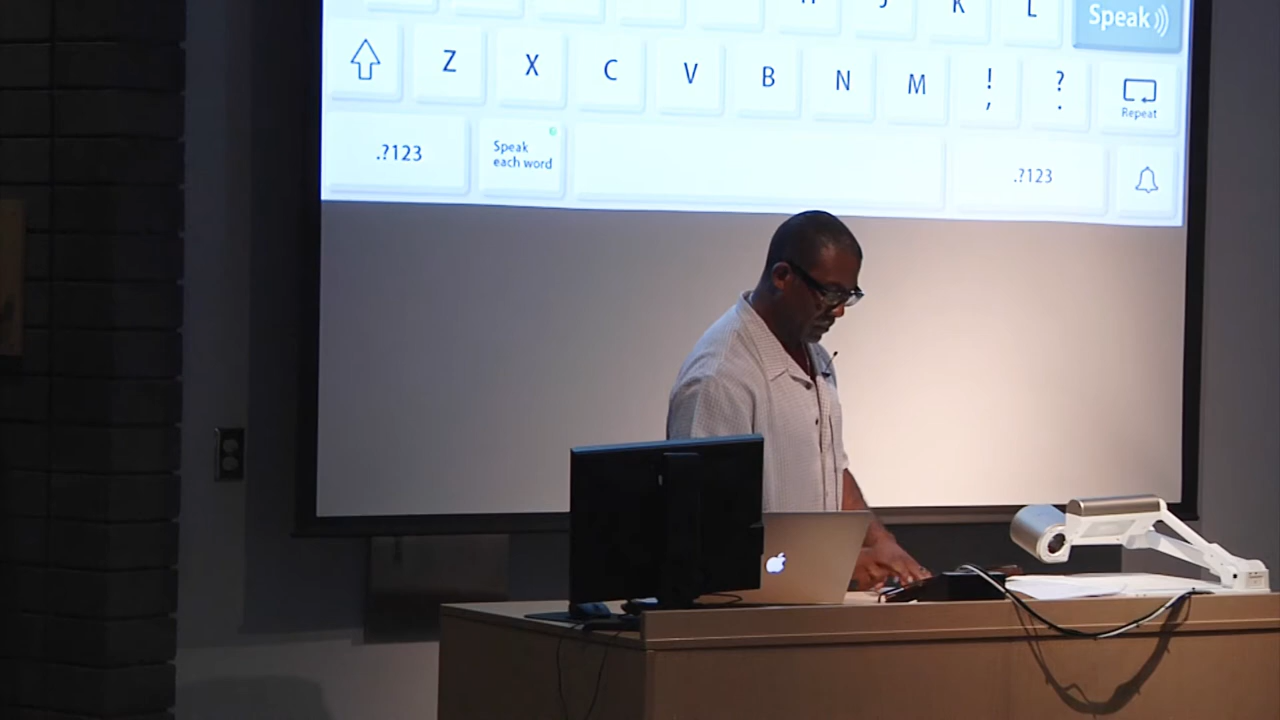 J K L Speak
Z X C V B N M ! , ? . Repeat
.?123 Speak each word .?123